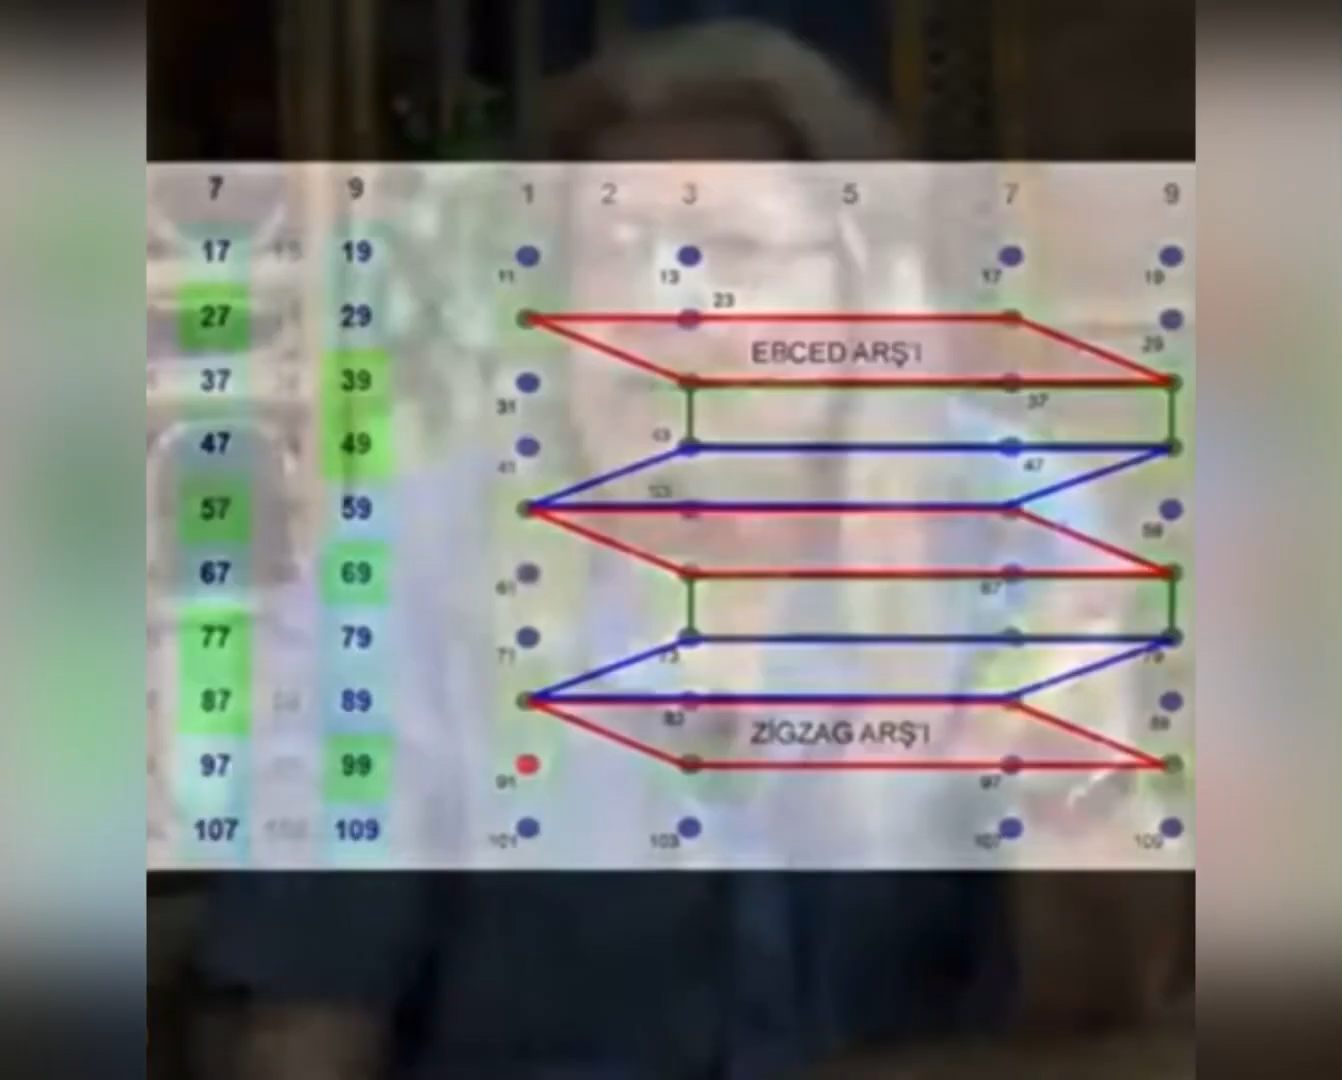 7 9 1 2 3 5 7 9
17 19
11 13 17 19
27 29 23
EBCED ARŞ'I 29
37 39
31 37
47 49 43
41 47
57 59 53
59
67 69
61 67
77 79
71 73 79
87 89
83 ZİGZAG ARŞ'I 89
97 99
91 97
107 109
101 103 107 109